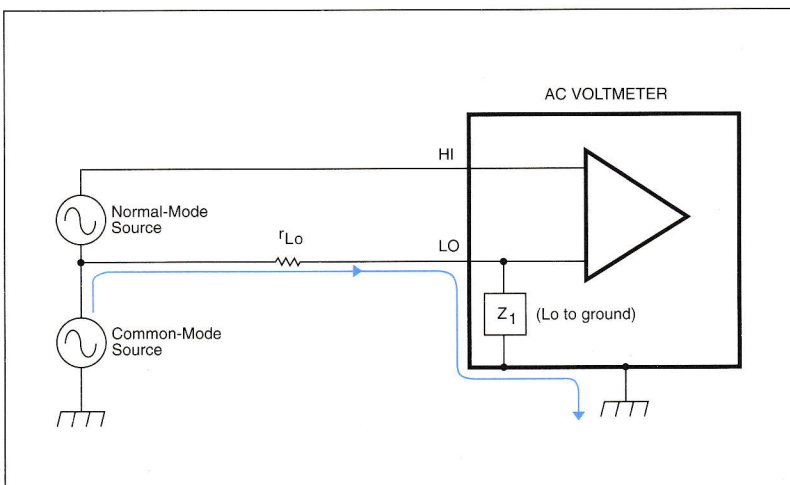 AC VOLTMETER
HI
Normal-Mode
Source
rLo
LO
Z1
(Lo to ground)
Common-Mode
Source